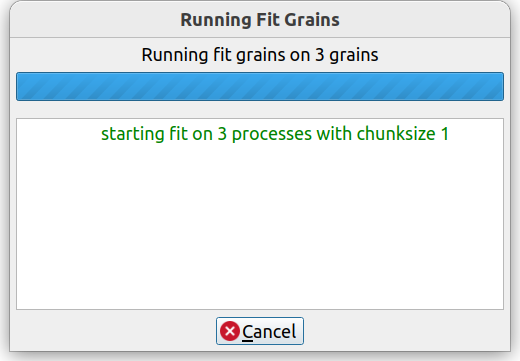 Running Fit Grains
Running fit grains on 3 grains
starting fit on 3 processes with chunksize 1
Cancel